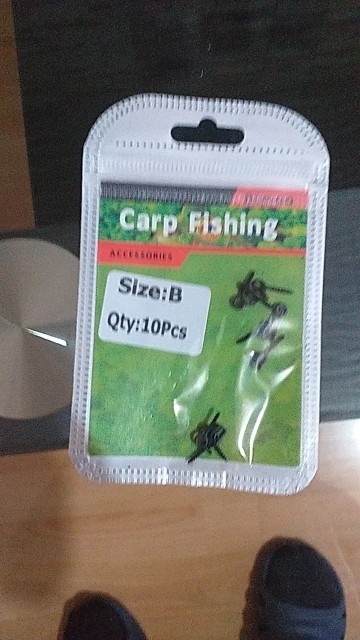 Carp Fishing
ACCESSORIES
Size:B
Qty:10Pcs